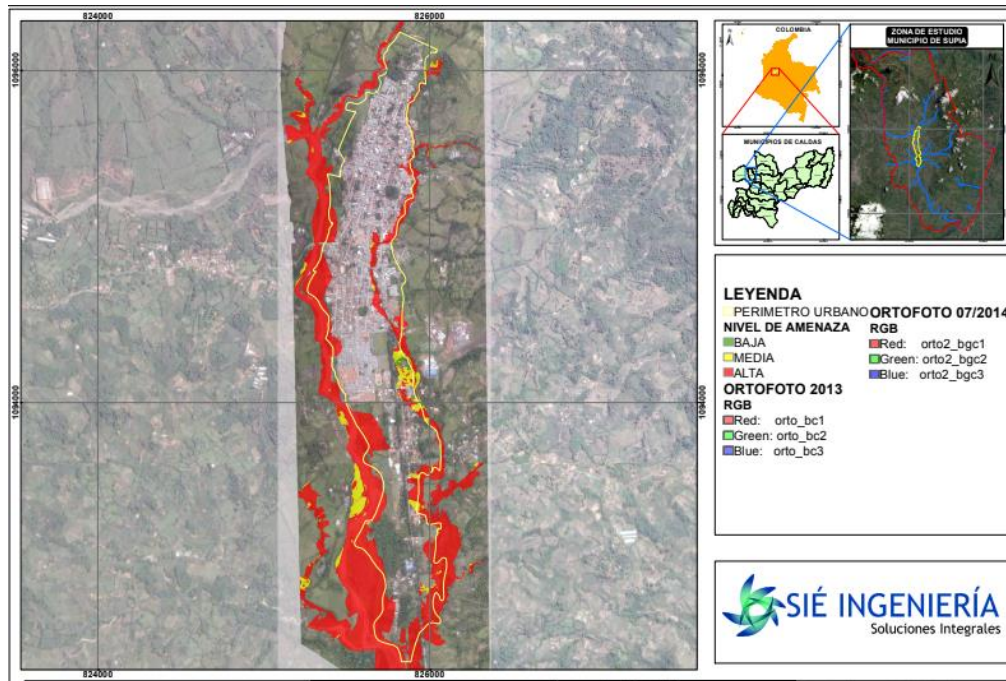 824000
826000
1096000
1096000
1094000
1094000
824000
826000
COLOMBIA
MUNICIPIOS DE CALDAS
ZONA DE ESTUDIO
MUNICIPIO DE SUPIA
LEYENDA
PERIMETRO URBANO
NIVEL DE AMENAZA
BAJA
MEDIA
ALTA
ORTOFOTO 2013
RGB
Red: orto_bc1
Green: orto_bc2
Blue: orto_bc3
ORTOFOTO 07/2014
RGB
Red: orto2_bgc1
Green: orto2_bgc2
Blue: orto2_bgc3
SIÉ INGENIERÍA
Soluciones Integrales